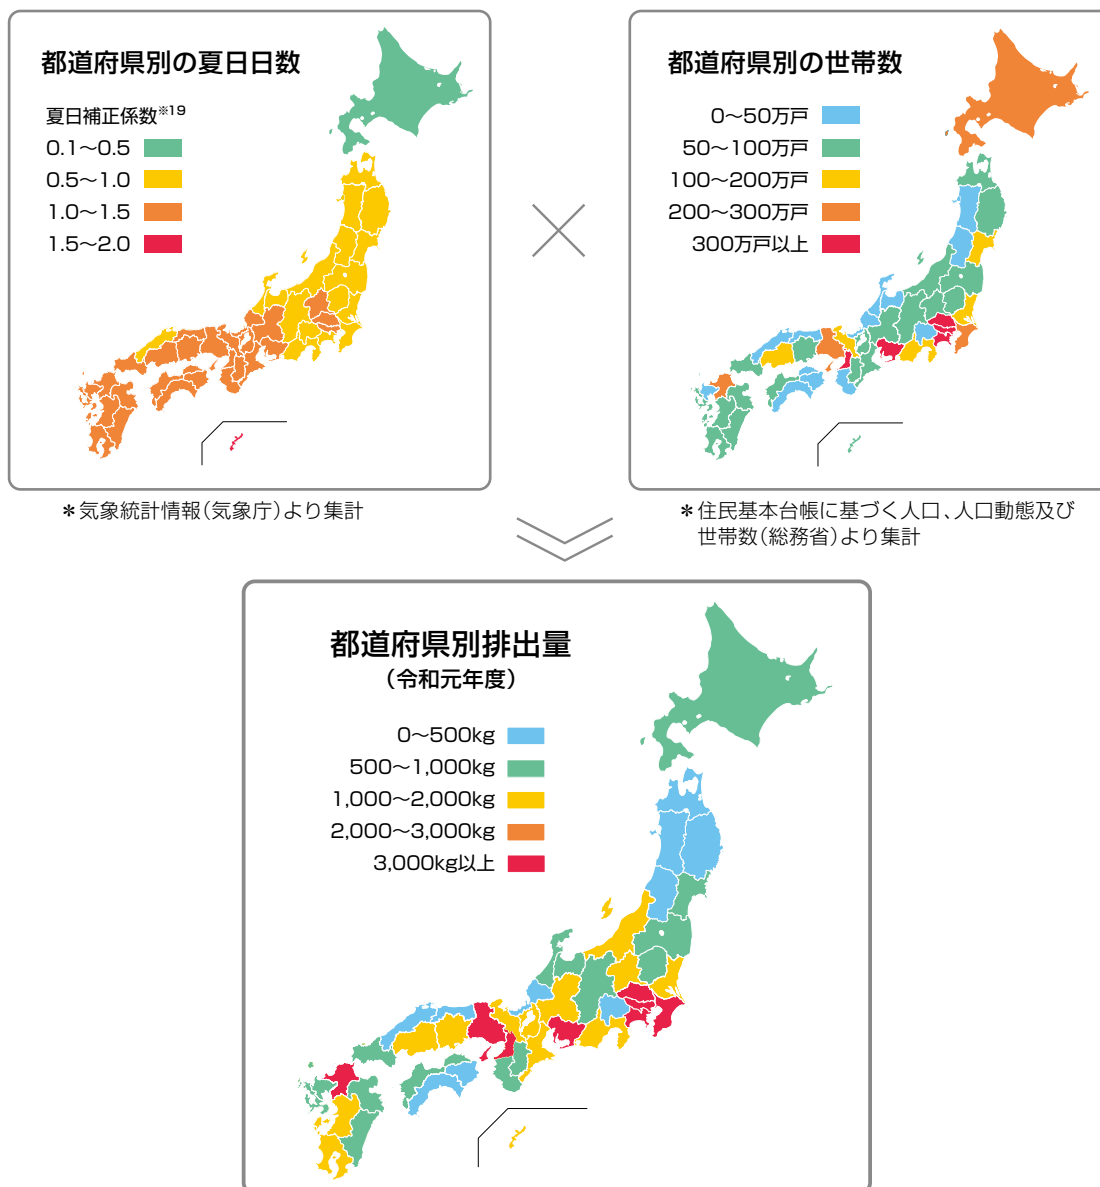 都道府県別の夏日日数
夏日補正係数※19
0.1〜0.5
0.5〜1.0
1.0〜1.5
1.5〜2.0
＊気象統計情報（気象庁）より集計
都道府県別の世帯数
0〜50万戸
50〜100万戸
100〜200万戸
200〜300万戸
300万戸以上
＊住民基本台帳に基づく人口、人口動態及び
世帯数（総務省）より集計
都道府県別排出量
（令和元年度）
0〜500kg
500〜1,000kg
1,000〜2,000kg
2,000〜3,000kg
3,000kg以上